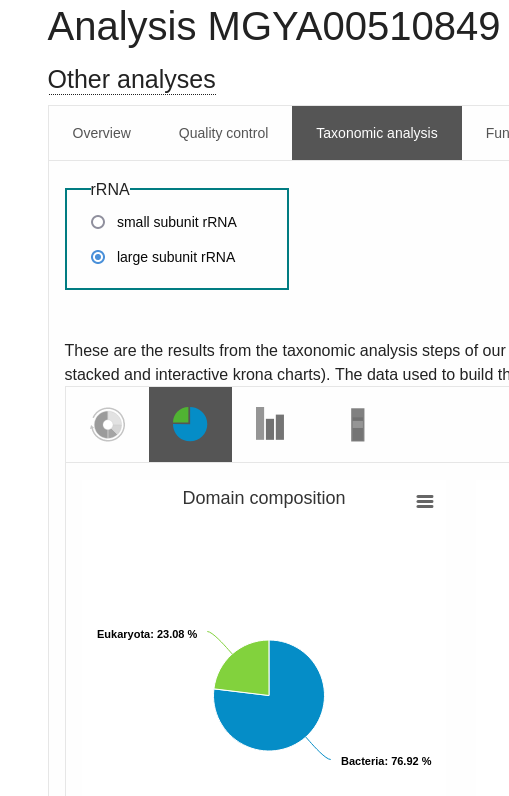 Analysis MGYA00510849
Other analyses
Overview Quality control Taxonomic analysis Fun
rRNA
small subunit rRNA
large subunit rRNA
These are the results from the taxonomic analysis steps of our
stacked and interactive krona charts). The data used to build th
Domain composition
Eukaryota: 23.08 %
Bacteria: 76.92 %